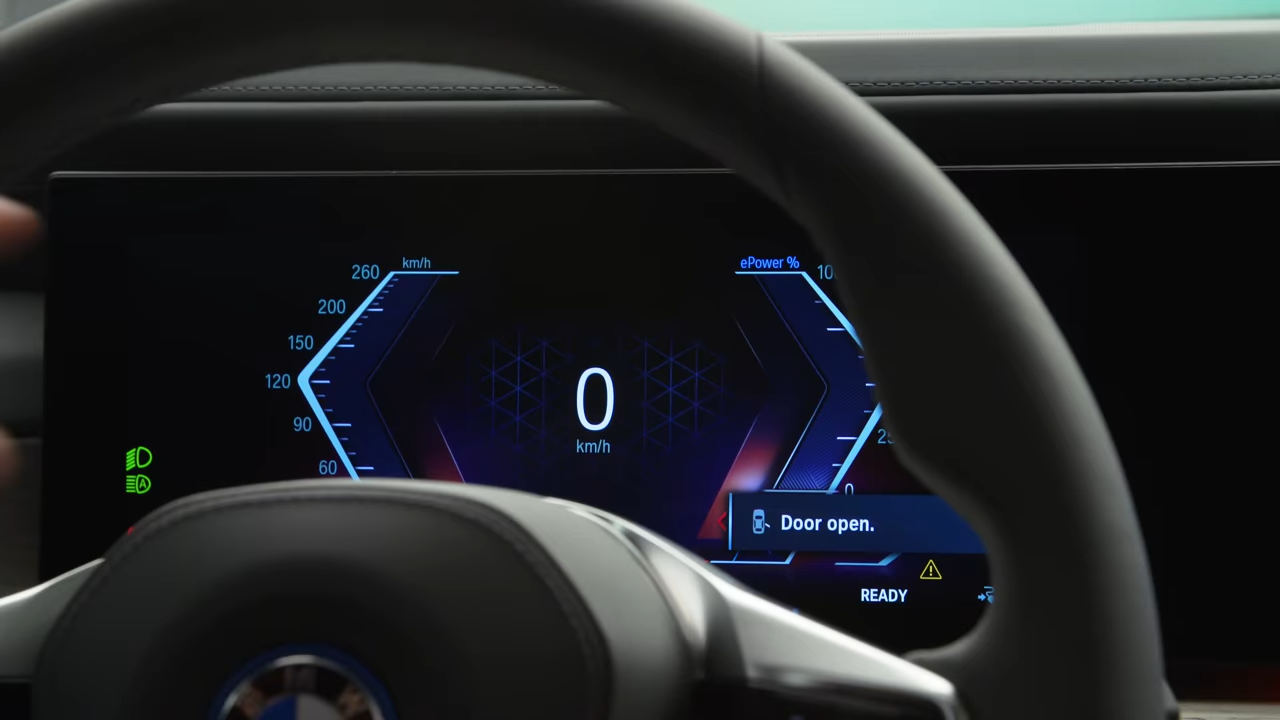 km/h
260
200
150
120
90
60
0
km/h
ePower %
0
Door open.
READY
A